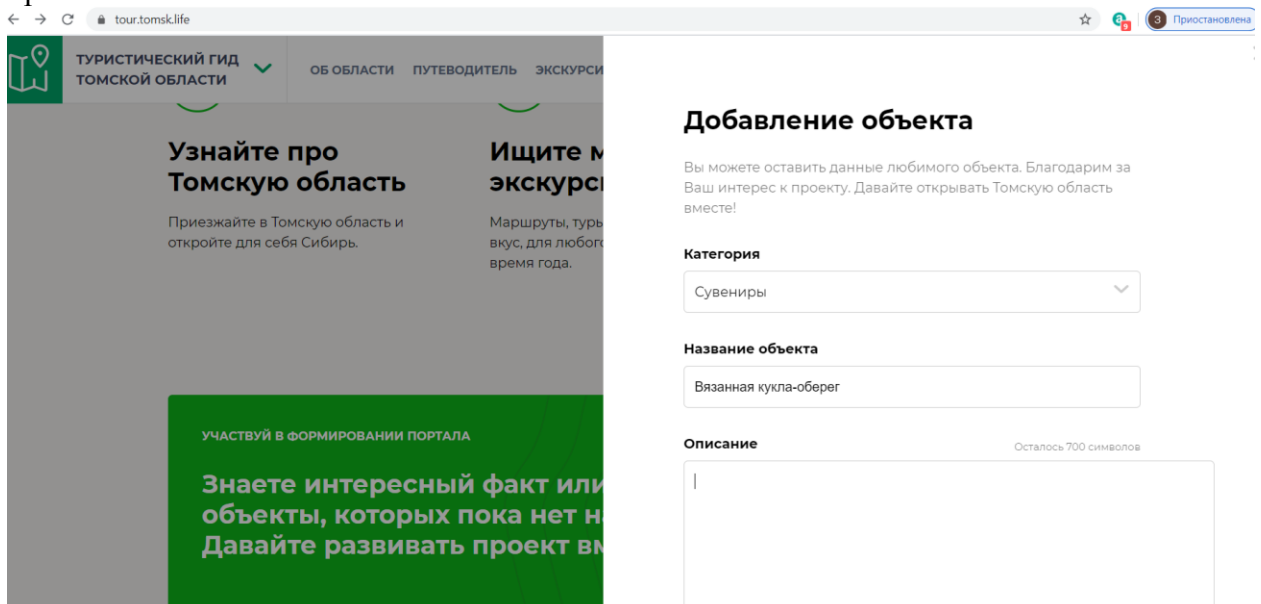 tour.tomsk.life
9
З Приостановлена
ТУРИСТИЧЕСКИЙ ГИД
ТОМСКОЙ ОБЛАСТИ
ОБ ОБЛАСТИ ПУТЕВОДИТЕЛЬ ЭКСКУРСИ
Узнайте про
Томскую область
Приезжайте в Томскую область и
откройте для себя Сибирь.
Ищите м
экскурси
Маршруты, туры
вкус, для любого
время года.
УЧАСТВУЙ В ФОРМИРОВАНИИ ПОРТАЛА
Знаете интересный факт или
объекты, которых пока нет н
Давайте развивать проект вм
Добавление объекта
Вы можете оставить данные любимого объекта. Благодарим за
Ваш интерес к проекту. Давайте открывать Томскую область
вместе!
Категория
Сувениры
Название объекта
Вязанная кукла-оберег
Описание
Осталось 700 символов